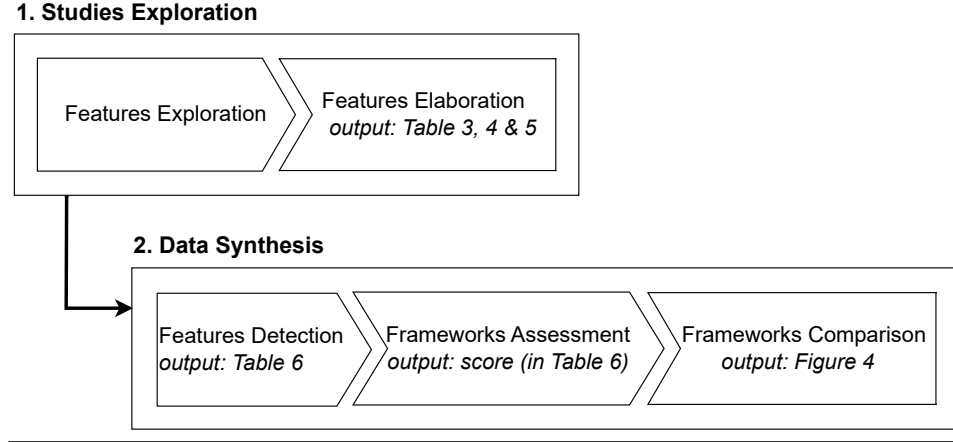 1. Studies Exploration
Features Exploration
Features Elaboration
output: Table 3, 4 & 5
2. Data Synthesis
Features Detection
output: Table 6
Frameworks Assessment
output: score (in Table 6)
Frameworks Comparison
output: Figure 4